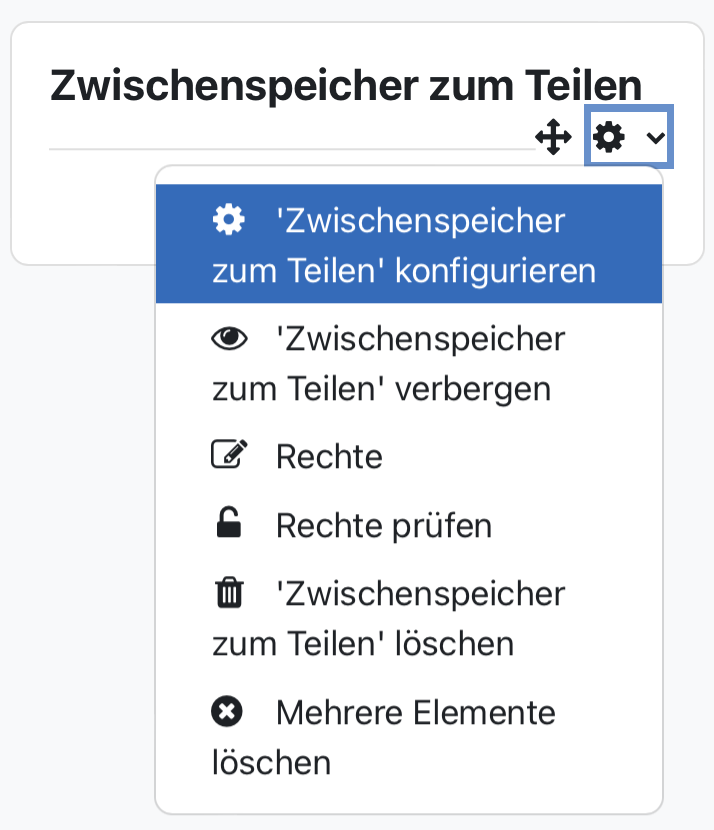 Zwischenspeicher zum Teilen
'Zwischenspeicher
zum Teilen' konfigurieren
'Zwischenspeicher
zum Teilen' verbergen
Rechte
Rechte prüfen
'Zwischenspeicher
zum Teilen' löschen
Mehrere Elemente
löschen